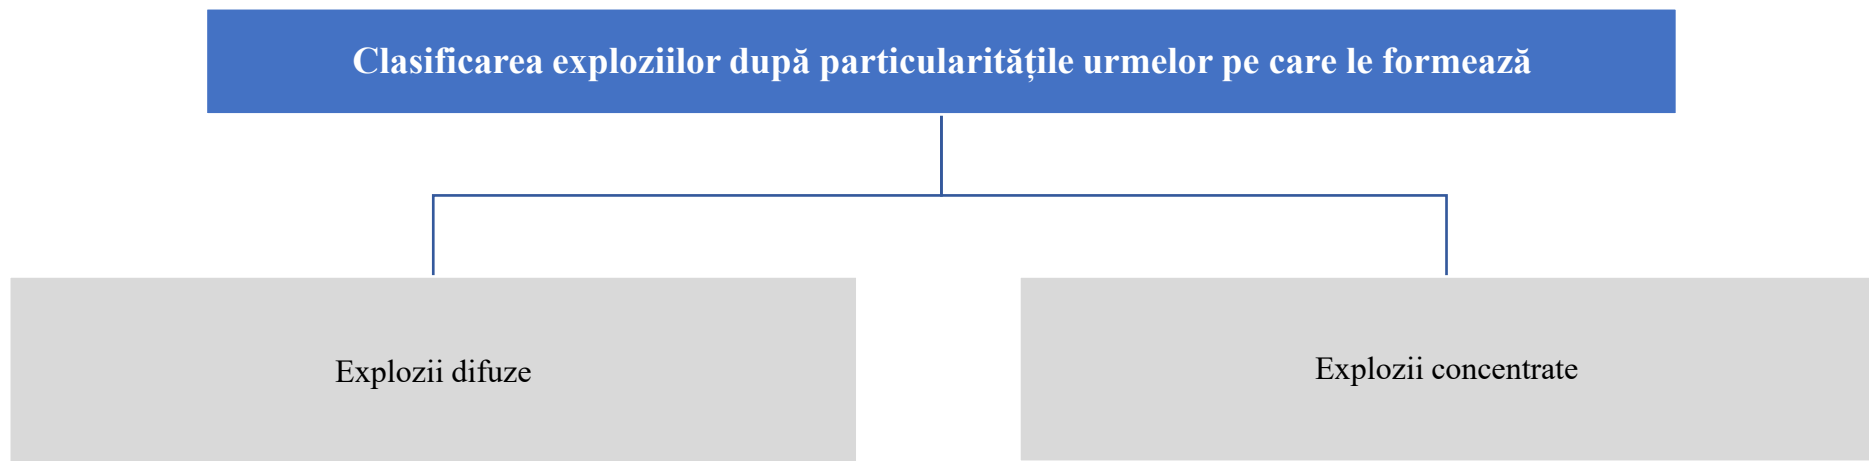 Clasificarea exploziilor după particularitățile urmelor pe care le formează
Explozii difuze
Explozii concentrate